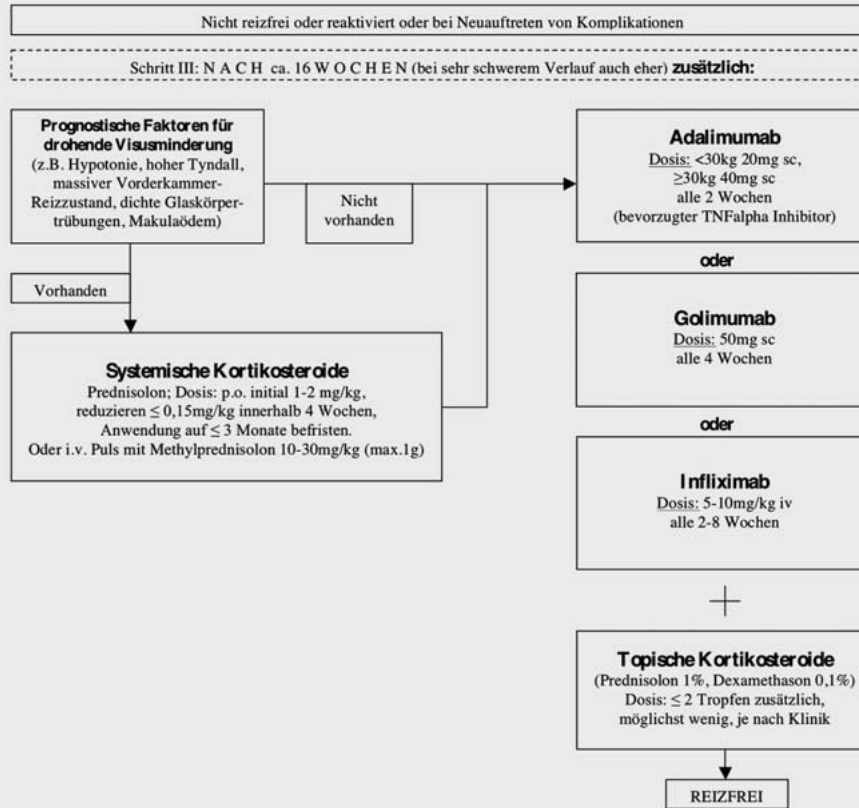 Nicht reizfrei oder reaktiviert oder bei Neuauftreten von Komplikationen
Schritt III: N A C H ca. 16 W O C H E N (bei sehr schwerem Verlauf auch eher) zusätzlich:
Prognostische Faktoren für
drohende Visusminderung
(z.B. Hypotonie, hoher Tyndall,
massiver Vorderkammer-
Reizzustand, dichte Glaskörper-
trübungen, Makulaödem)
Nicht
vorhanden
Vorhanden
Systemische Kortikosteroide
Prednisolon; Dosis: p.o. initial 1-2 mg/kg,
reduzieren ≤ 0,15mg/kg innerhalb 4 Wochen,
Anwendung auf ≤ 3 Monate befristen.
Oder i.v. Puls mit Methylprednisolon 10-30mg/kg (max.1g)
Adalimumab
Dosis: <30kg 20mg sc,
≥30kg 40mg sc
alle 2 Wochen
(bevorzugter TNFalpha Inhibitor)
oder
Golimumab
Dosis: 50mg sc
alle 4 Wochen
oder
Infliximab
Dosis: 5-10mg/kg iv
alle 2-8 Wochen
+
Topische Kortikosteroide
(Prednisolon 1%, Dexamethason 0,1%)
Dosis: ≤ 2 Tropfen zusätzlich,
möglichst wenig, je nach Klinik
REIZFREI